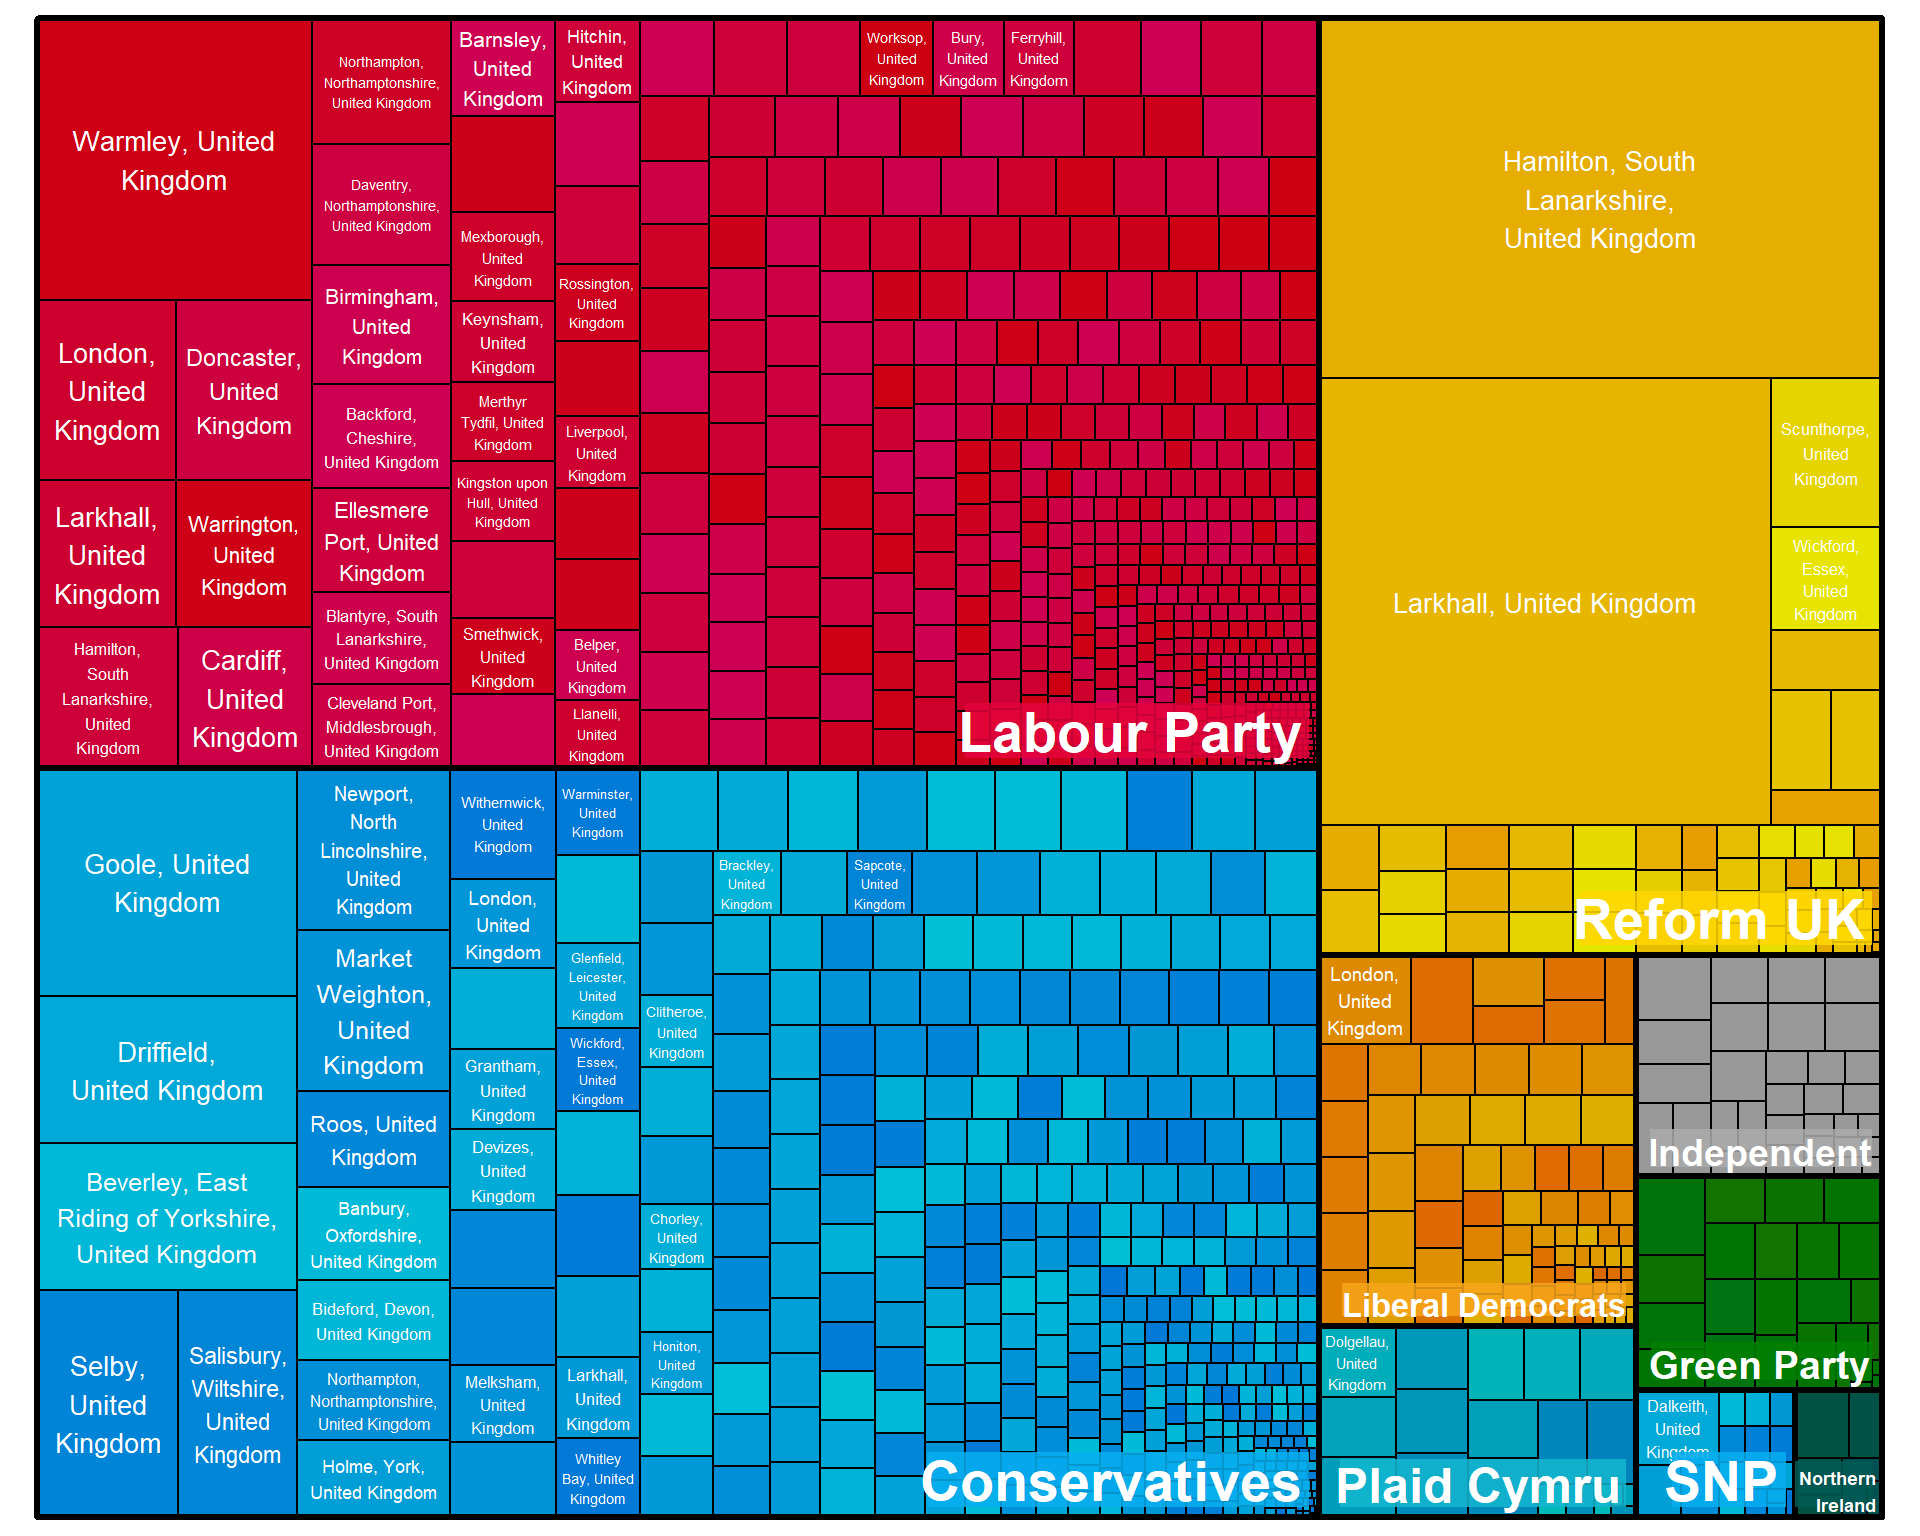 Warmley, United
Kingdom
London,
United
Kingdom
Doncaster,
United
Kingdom
Larkhall,
United
Kingdom
Warrington,
United
Kingdom
Hamilton,
South
Lanarkshire,
United
Kingdom
Cardiff,
United
Kingdom
Northampton,
Northamptonshire,
United Kingdom
Daventry,
Northamptonshire,
United Kingdom
Birmingham,
United
Kingdom
Backford,
Cheshire,
United Kingdom
Ellesmere
Port, United
Kingdom
Blantyre, South
Lanarkshire,
United Kingdom
Cleveland Port,
Middlesbrough,
United Kingdom
Barnsley,
United
Kingdom
Mexborough,
United
Kingdom
Keynsham,
United
Kingdom
Merthyr
Tydfil, United
Kingdom
Kingston upon
Hull, United
Kingdom
Smethwick,
United
Kingdom
Hitchin,
United
Kingdom
Rossington,
United
Kingdom
Liverpool,
United
Kingdom
Belper,
United
Kingdom
Llanelli,
United
Kingdom
Worksop,
United
Kingdom
Bury,
United
Kingdom
Ferryhill,
United
Kingdom
Labour Party
Goole, United
Kingdom
Driffield,
United Kingdom
Beverley, East
Riding of Yorkshire,
United Kingdom
Selby,
United
Kingdom
Salisbury,
Wiltshire,
United
Kingdom
Newport,
North
Lincolnshire,
United
Kingdom
Market
Weighton,
United
Kingdom
Roos, United
Kingdom
Banbury,
Oxfordshire,
United Kingdom
Bideford, Devon,
United Kingdom
Northampton,
Northamptonshire,
United Kingdom
Holme, York,
United Kingdom
Withernwick,
United
Kingdom
London,
United
Kingdom
Grantham,
United
Kingdom
Devizes,
United
Kingdom
Melksham,
United
Kingdom
Warminster,
United
Kingdom
Glenfield,
Leicester,
United
Kingdom
Wickford,
Essex,
United
Kingdom
Larkhall,
United
Kingdom
Whitley
Bay, United
Kingdom
Clitheroe,
United
Kingdom
Chorley,
United
Kingdom
Honiton,
United
Kingdom
Brackley,
United
Kingdom
Sapcote,
United
Kingdom
Conservatives
Hamilton, South
Lanarkshire,
United Kingdom
Larkhall, United Kingdom
Scunthorpe,
United
Kingdom
Wickford,
Essex,
United
Kingdom
Reform UK
London,
United
Kingdom
Liberal Democrats
Independent
Green Party
Dolgellau,
United
Kingdom
Plaid Cymru
Dalkeith,
United
Kingdom
SNP
Northern
Ireland